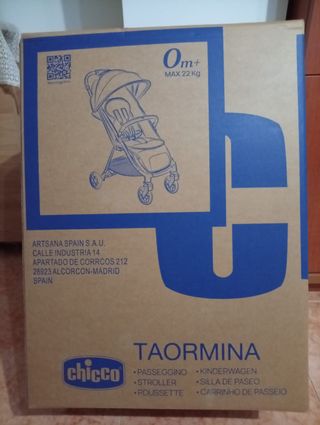 0m+
MAX 22 Kg
ARTSANA SPAIN S.A.U.
CALLE INDUSTRIA 14
APARTADO DE CORREOS 212
28923 ALCORCON-MADRID
SPAIN
TAORMINA
chicco
• PASSEGGINO
• STROLLER
• POUSSETTE
• KINDERWAGEN
• SILLA DE PASEO
• CARRINHO DE PASSEIO